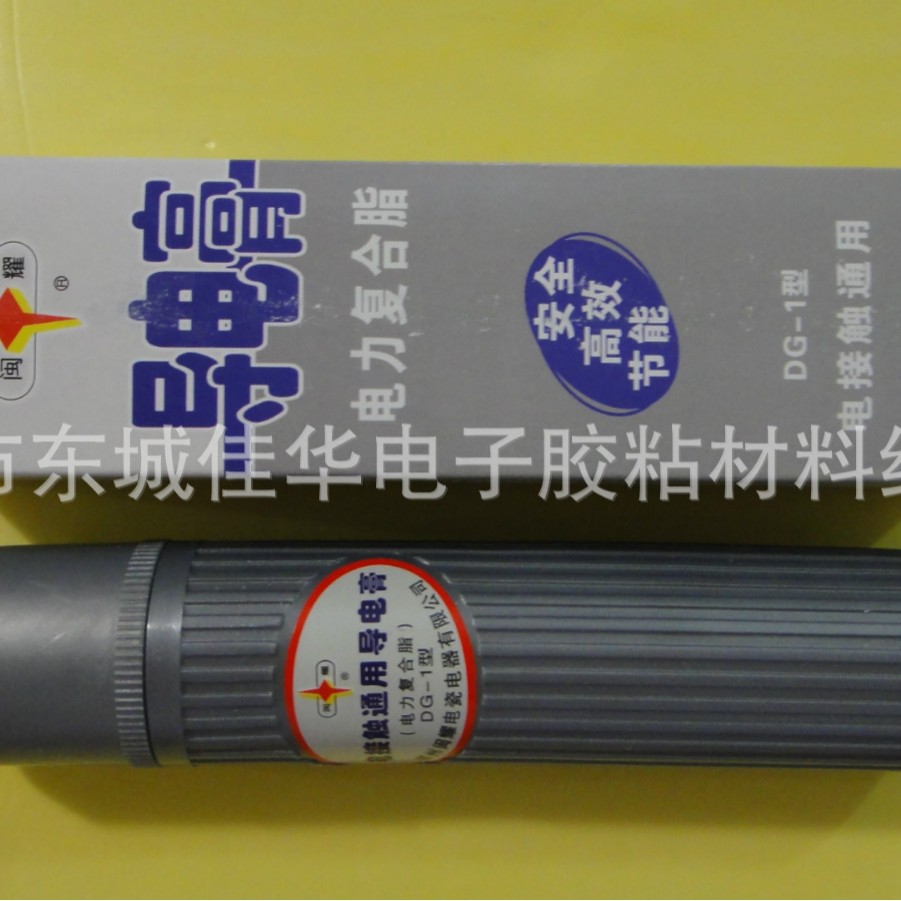 闽耀
®
导电膏
电力复合脂
安全
高效
节能
DG-1型
电接触通用
市东城佳华电子胶粘材料经
闽耀
®
接触通用导电膏
(电力复合脂)
DG-1型
闽耀电瓷电器有限公司